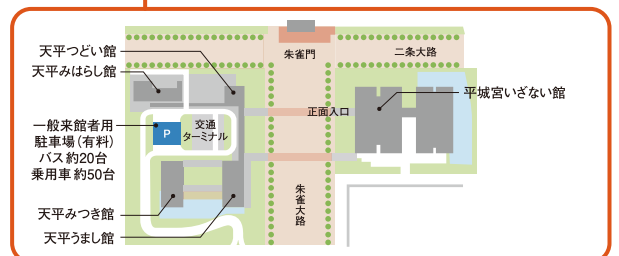 朱雀門
二条大路
天平つどい館
天平みはらし館
平城宮いざない館
正面入口
一般来館者用
駐車場（有料）
バス 約20台
乗用車 約50台
P
交通
ターミナル
朱雀大路
天平みつき館
天平うまし館